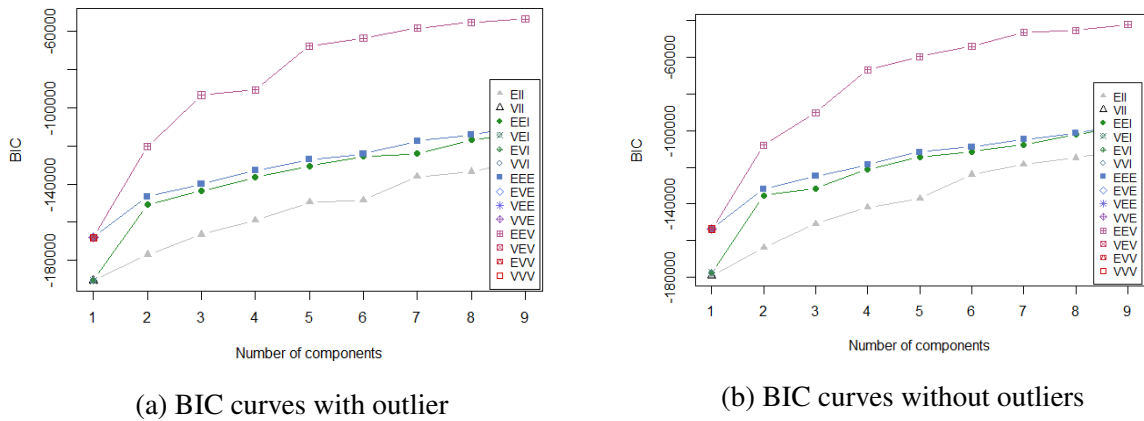 BIC
-60000
-100000
-140000
-180000
1 2 3 4 5 6 7 8 9
Number of components
EII
VII
EEI
VEI
EVI
VVI
EEE
EVE
VEE
VVE
EEV
VEV
EVV
VVV
(a) BIC curves with outlier
BIC
-60000
-100000
-140000
-180000
1 2 3 4 5 6 7 8 9
Number of components
EII
VII
EEI
VEI
EVI
VVI
EEE
EVE
VEE
VVE
EEV
VEV
EVV
VVV
(b) BIC curves without outliers